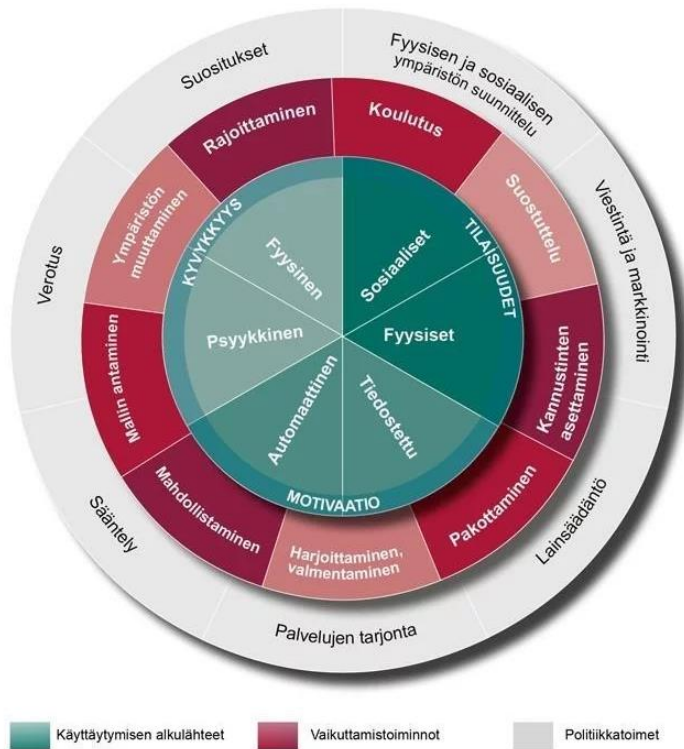 Suositukset
Fyysisen ja sosiaalisen
ympäristön suunnittelu
Viestintä ja markkinointi
Lainsäädäntö
Palvelujen tarjonta
Sääntely
Verotus
Rajoittaminen
Koulutus
Suostuttelu
Kannustinten
asettaminen
Pakottaminen
Harjoittaminen,
valmentaminen
Mahdollistaminen
Mallin antaminen
Ympäristön
muuttaminen
KYVYKKYYS
TILAISUUDET
MOTIVAATIO
Fyysinen
Sosiaaliset
Psyykkinen
Fyysiset
Automaattinen
Tiedostettu
Käyttäytymisen alkulähteet
Vaikuttamistoiminnot
Politiikkatoimet